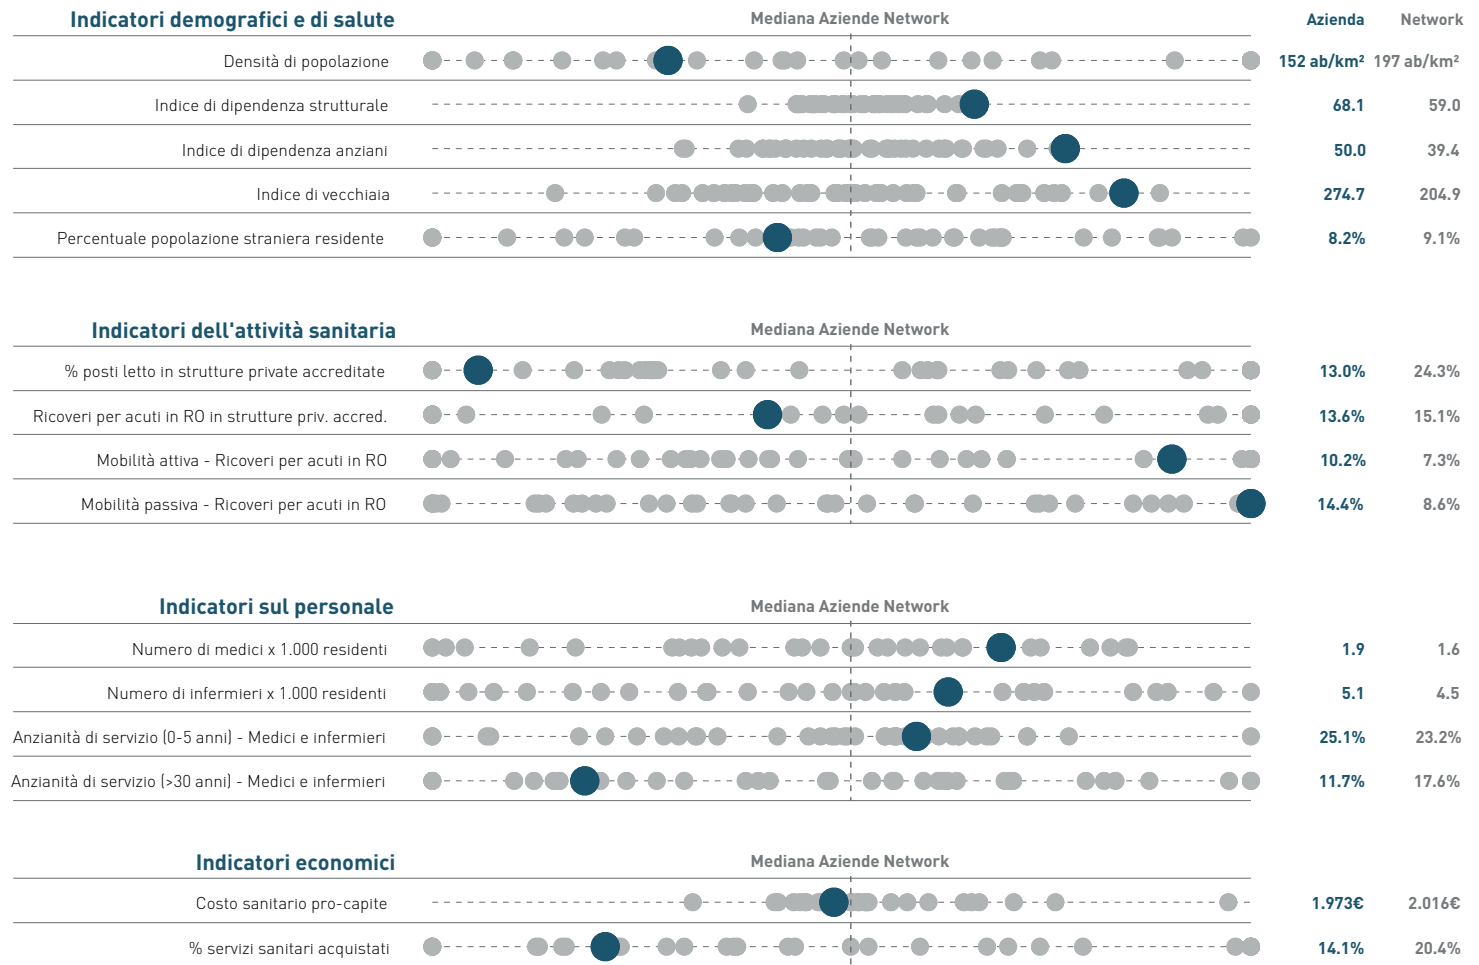 Indicatori demografici e di salute Mediana Aziende Network Azienda Network
Densità di popolazione 152 ab/km² 197 ab/km²
Indice di dipendenza strutturale 68.1 59.0
Indice di dipendenza anziani 50.0 39.4
Indice di vecchiaia 274.7 204.9
Percentuale popolazione straniera residente 8.2% 9.1%
Indicatori dell'attività sanitaria Mediana Aziende Network
% posti letto in strutture private accreditate 13.0% 24.3%
Ricoveri per acuti in RO in strutture priv. accred. 13.6% 15.1%
Mobilità attiva - Ricoveri per acuti in RO 10.2% 7.3%
Mobilità passiva - Ricoveri per acuti in RO 14.4% 8.6%
Indicatori sul personale Mediana Aziende Network
Numero di medici x 1.000 residenti 1.9 1.6
Numero di infermieri x 1.000 residenti 5.1 4.5
Anzianità di servizio (0-5 anni) - Medici e infermieri 25.1% 23.2%
Anzianità di servizio (>30 anni) - Medici e infermieri 11.7% 17.6%
Indicatori economici Mediana Aziende Network
Costo sanitario pro-capite 1.973€ 2.016€
% servizi sanitari acquistati 14.1% 20.4%